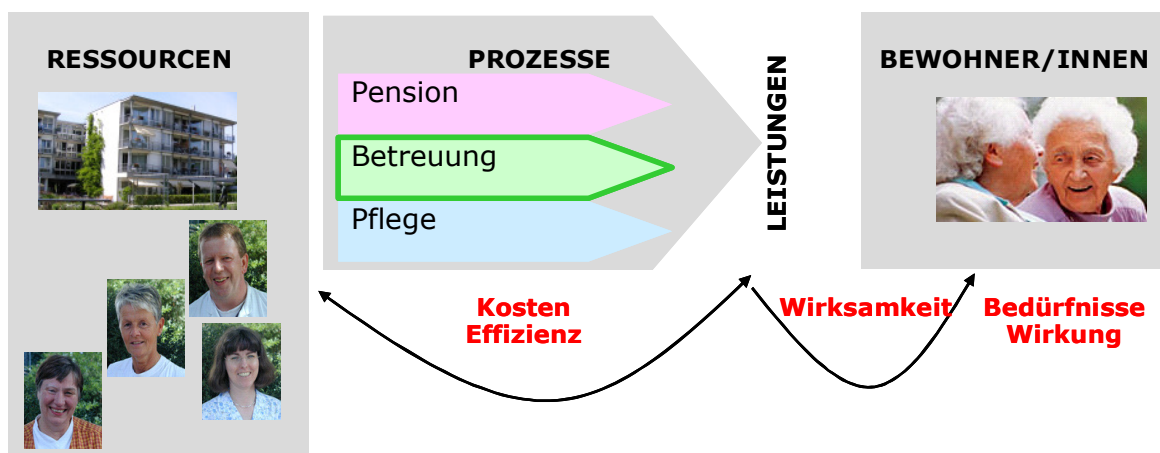 RESSOURCEN
PROZESSE
Pension
Betreuung
Pflege
LEISTUNGEN
BEWOHNER/INNEN
Kosten
Effizienz
Wirksamkeit
Bedürfnisse
Wirkung